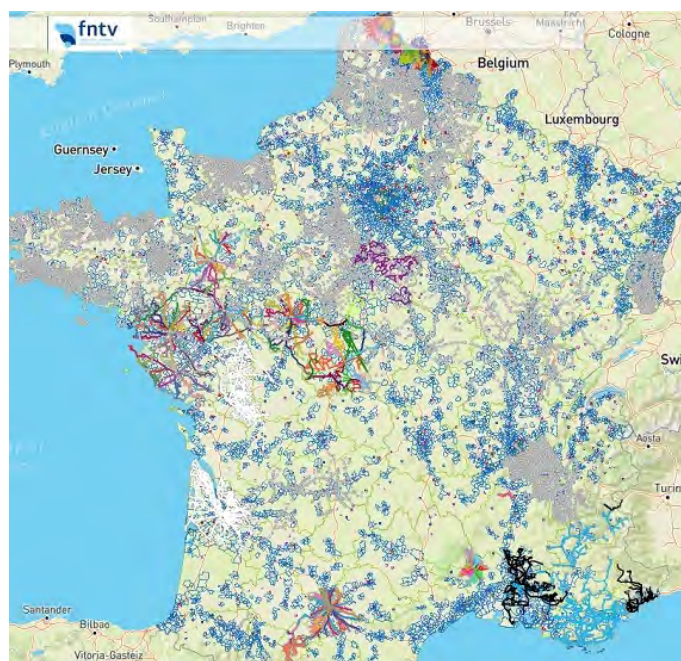 Southampton
Brighton
Brussels
Maastricht
Cologne
fntv
Plymouth
Belgium
Luxembourg
Guernsey
Jersey
Swi
Aosta
Turin
Santander
Bilbao
Vitoria-Gasteiz